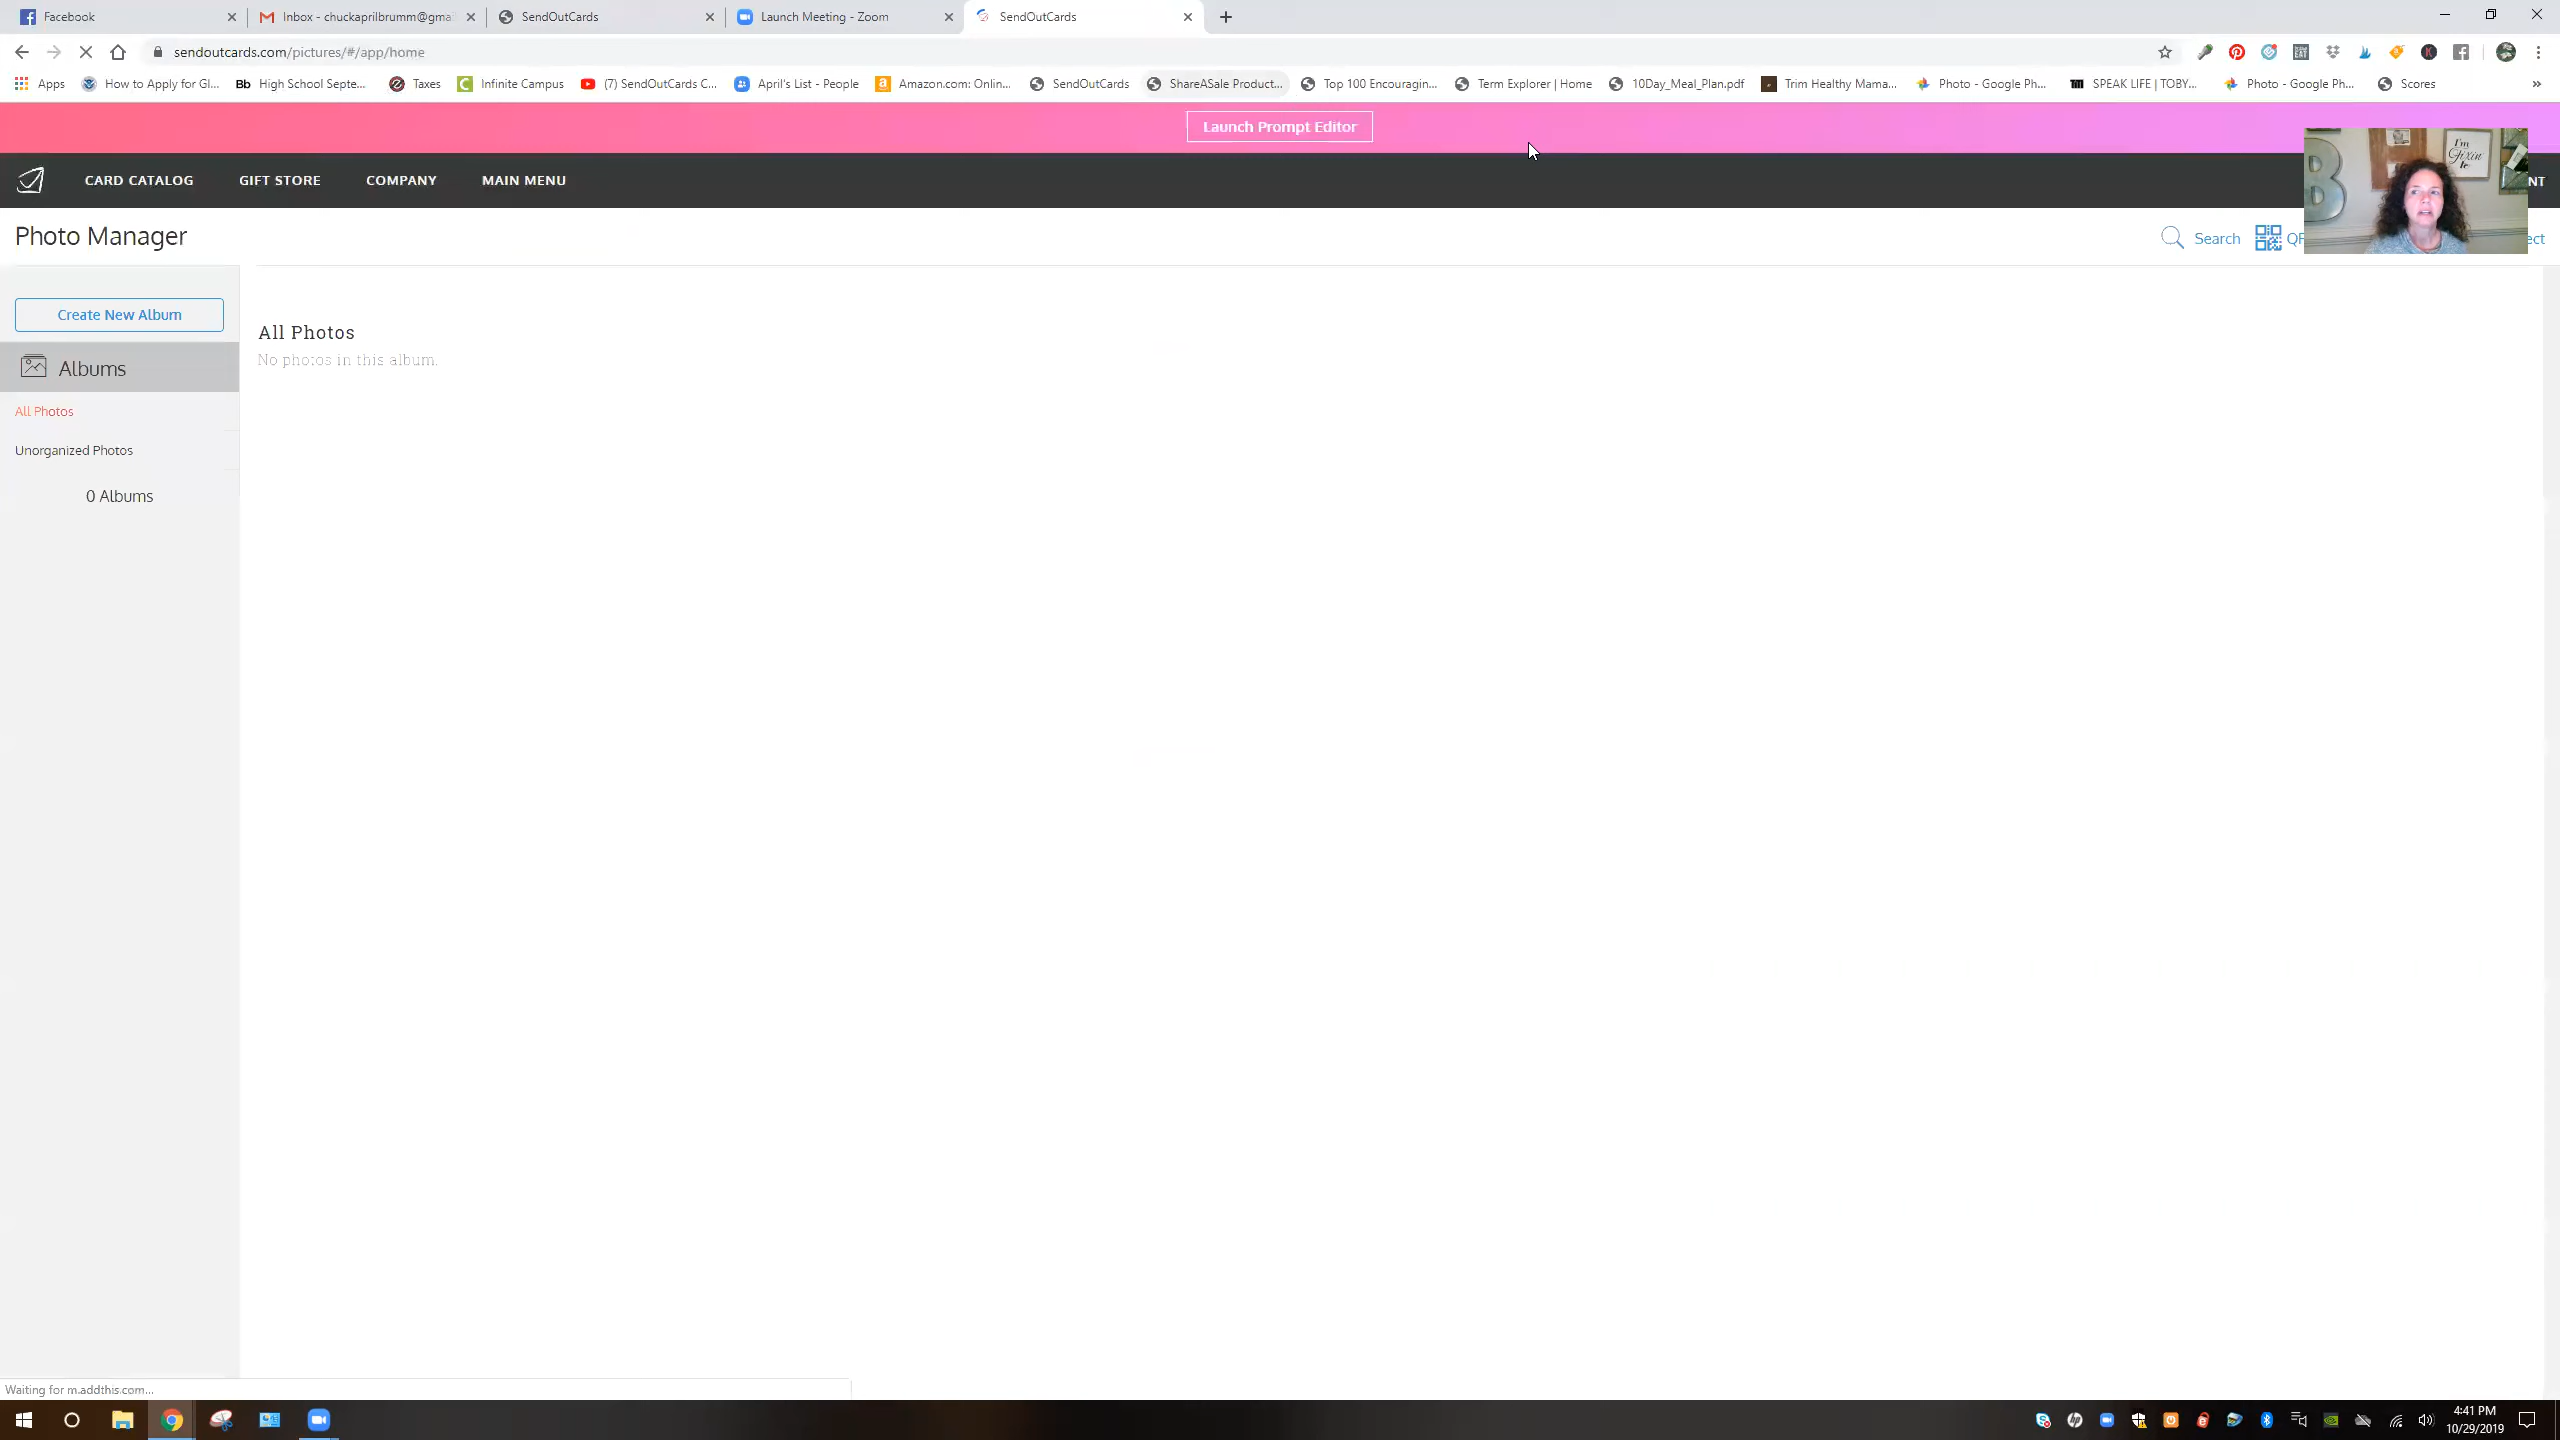 Facebook
Inbox - chuckaprilbrumm@gmai
SendOutCards
Launch Meeting - Zoom
SendOutCards
sendoutcards.com/pictures/#/app/home
Apps
How to Apply for Gl...
Bb High School Septe...
Taxes
Infinite Campus
(7) SendOutCards C...
April's List - People
Amazon.com: Onlin...
SendOutCards
ShareASale Product...
Top 100 Encouragin...
Term Explorer | Home
10Day_Meal_Plan.pdf
Trim Healthy Mama...
Photo - Google Ph...
SPEAK LIFE | TOBY...
Photo - Google Ph...
Scores
»
Launch Prompt Editor
CARD CATALOG
GIFT STORE
COMPANY
MAIN MENU
NT
I'm
Fixin'
to
B
Photo Manager
Search
ect
Create New Album
Albums
All Photos
Unorganized Photos
0 Albums
All Photos
No photos in this album.
Waiting for m.addthis.com...
4:41 PM
10/29/2019